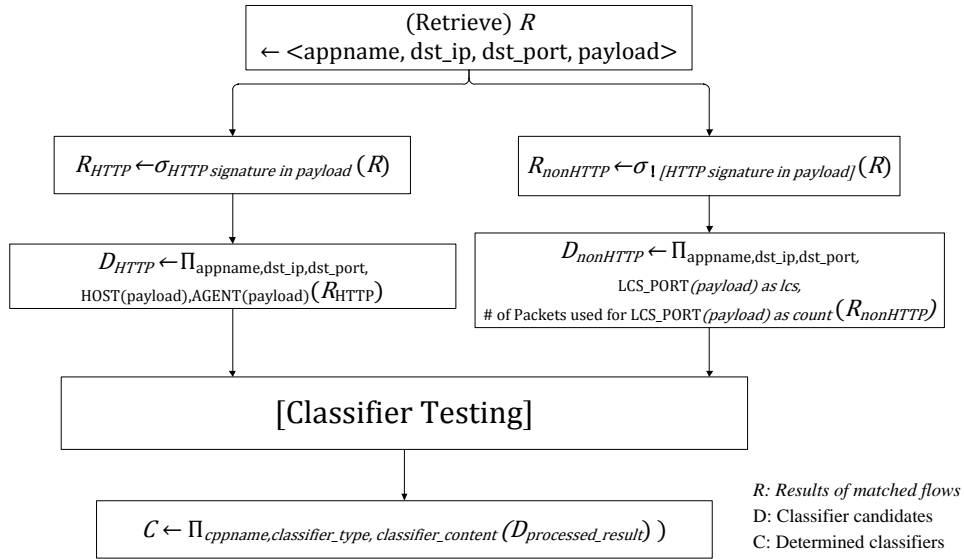 (Retrieve) R
← <appname, dst_ip, dst_port, payload>
R_HTTP ←σ_HTTP signature in payload (R)
R_nonHTTP ←σ_! [HTTP signature in payload] (R)
D_HTTP ← Π_appname,dst_ip,dst_port,
HOST(payload),AGENT(payload) (R_HTTP)
D_nonHTTP ← Π_appname,dst_ip,dst_port,
LCS_PORT(payload) as lcs,
# of Packets used for LCS_PORT(payload) as count (R_nonHTTP)
[Classifier Testing]
C ← Π_cppname,classifier_type, classifier_content (D_processed_result) )
R: Results of matched flows
D: Classifier candidates
C: Determined classifiers